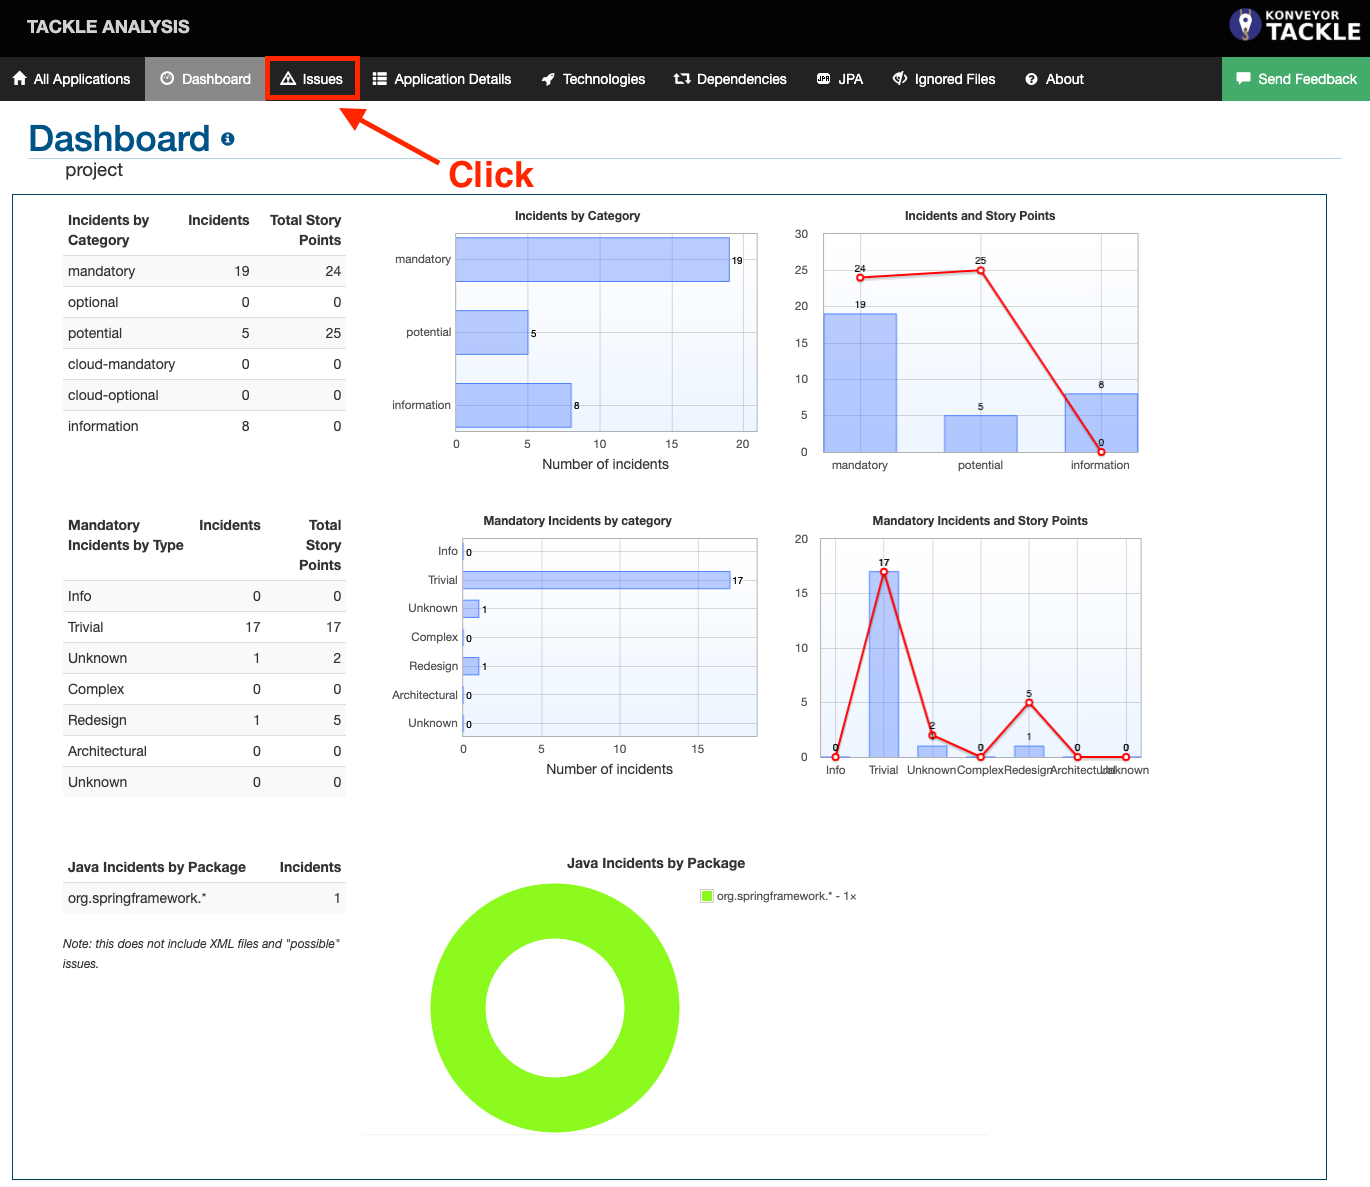 TACKLE ANALYSIS
KONVEYOR
TACKLE
All Applications
Dashboard
Issues
Application Details
Technologies
Dependencies
JPA
JPA
Ignored Files
About
Send Feedback
Dashboard
project
Click
Incidents by Category Incidents Total Story Points
mandatory 19 24
optional 0 0
potential 5 25
cloud-mandatory 0 0
cloud-optional 0 0
information 8 0
Incidents by Category
mandatory 19
potential 5
information 8
0 5 10 15 20
Number of incidents
Incidents and Story Points
30
25
20
15
10
5
0
24 25 0
19 5 8
mandatory potential information
Mandatory Incidents by Type Incidents Total Story Points
Info 0 0
Trivial 17 17
Unknown 1 2
Complex 0 0
Redesign 1 5
Architectural 0 0
Unknown 0 0
Mandatory Incidents by category
Info 0
Trivial 17
Unknown 1
Complex 0
Redesign 1
Architectural 0
Unknown 0
0 5 10 15
Number of incidents
Mandatory Incidents and Story Points
20
15
10
5
0
0 17 2 0 5 0 0
1 1
Info Trivial Unknown Complex Redesign Architectural Unknown
Java Incidents by Package Incidents
org.springframework.* 1
Note: this does not include XML files and "possible"
issues.
Java Incidents by Package
org.springframework.* - 1×